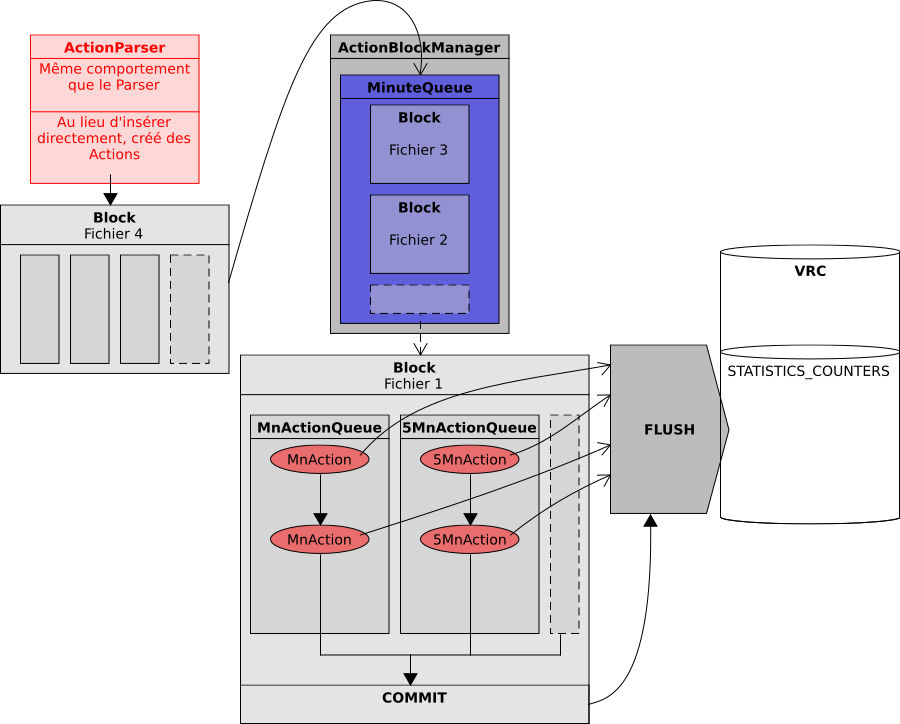 ActionParser
Même comportement
que le Parser
Au lieu d'insérer
directement, créé des
Actions
Block
Fichier 4
ActionBlockManager
MinuteQueue
Block
Fichier 3
Block
Fichier 2
Block
Fichier 1
MnActionQueue
5MnActionQueue
MnAction
5MnAction
MnAction
5MnAction
COMMIT
FLUSH
VRC
STATISTICS_COUNTERS